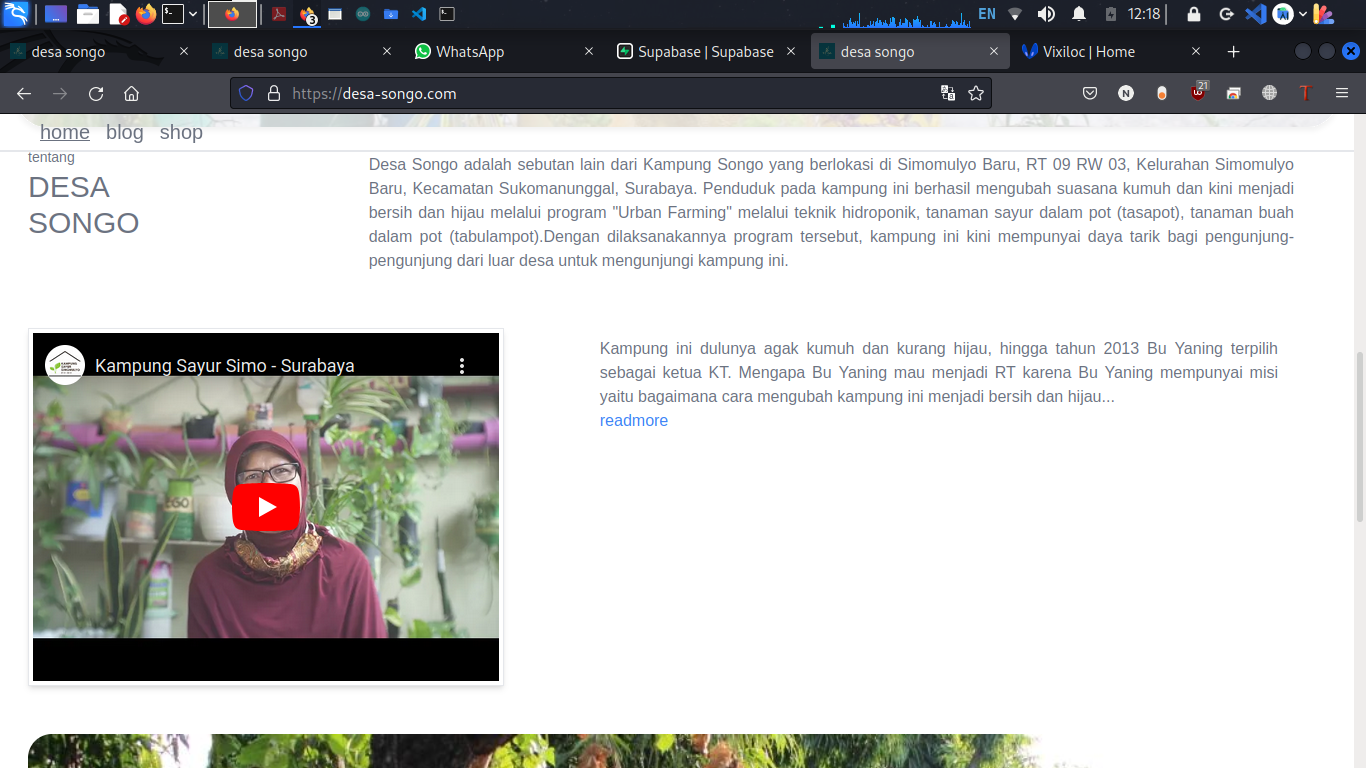 EN
12:18
3
desa songo
desa songo
WhatsApp
Supabase | Supabase
desa songo
Vixiloc | Home
https://desa-songo.com
21
home blog shop
tentang
DESA
SONGO
Desa Songo adalah sebutan lain dari Kampung Songo yang berlokasi di Simomulyo Baru, RT 09 RW 03, Kelurahan Simomulyo
Baru, Kecamatan Sukomanunggal, Surabaya. Penduduk pada kampung ini berhasil mengubah suasana kumuh dan kini menjadi
bersih dan hijau melalui program "Urban Farming" melalui teknik hidroponik, tanaman sayur dalam pot (tasapot), tanaman buah
dalam pot (tabulampot).Dengan dilaksanakannya program tersebut, kampung ini kini mempunyai daya tarik bagi pengunjung-
pengunjung dari luar desa untuk mengunjungi kampung ini.
Kampung Sayur Simo - Surabaya
Kampung ini dulunya agak kumuh dan kurang hijau, hingga tahun 2013 Bu Yaning terpilih
sebagai ketua KT. Mengapa Bu Yaning mau menjadi RT karena Bu Yaning mempunyai misi
yaitu bagaimana cara mengubah kampung ini menjadi bersih dan hijau...
readmore